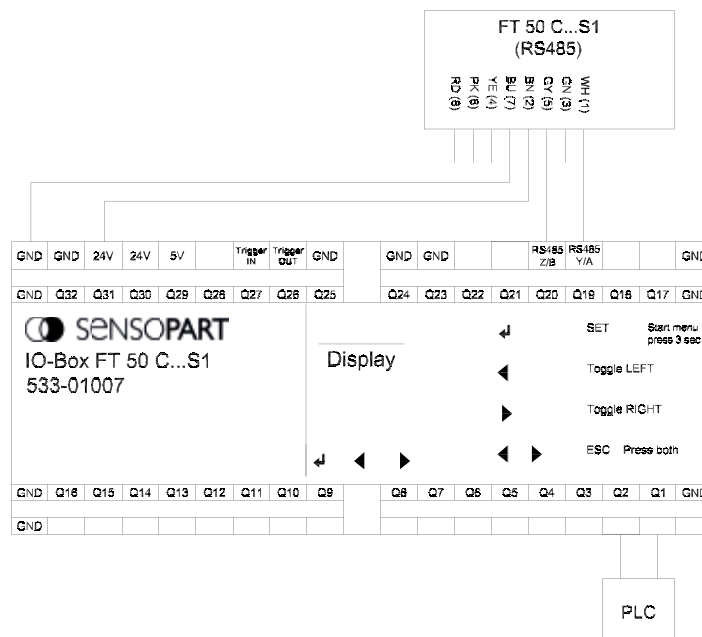 FT 50 C...S1
(RS485)
RD (8)
PK (6)
YE (4)
BU (7)
BN (2)
GY (5)
GN (3)
WH (1)
GND GND 24V 24V 5V Trigger IN Trigger OUT GND GND GND RS485 Z/B RS485 Y/A GND
GND Q32 Q31 Q30 Q29 Q28 Q27 Q26 Q25 Q24 Q23 Q22 Q21 Q20 Q19 Q18 Q17 GND
SENSOPART
IO-Box FT 50 C...S1
533-01007
Display
SET Start menu
press 3 sec
Toggle LEFT
Toggle RIGHT
ESC Press both
GND Q16 Q15 Q14 Q13 Q12 Q11 Q10 Q9 Q8 Q7 Q6 Q5 Q4 Q3 Q2 Q1 GND
GND
PLC